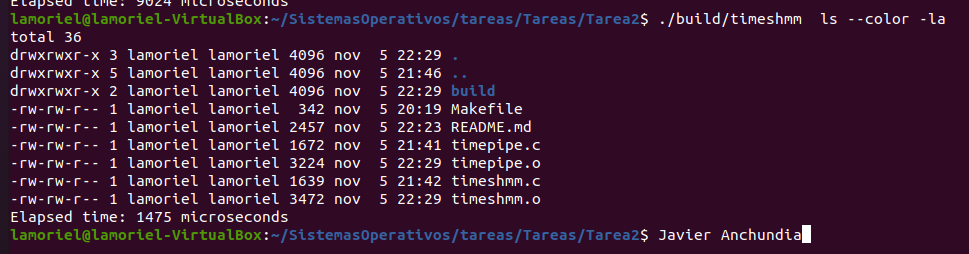 Elapsed time: 9024 microseconds
lamoriel@lamoriel-VirtualBox:~/SistemasOperativos/tareas/Tareas/Tarea2$ ./build/timeshmm  ls --color -la
total 36
drwxrwxr-x 3 lamoriel lamoriel 4096 nov  5 22:29 .
drwxrwxr-x 5 lamoriel lamoriel 4096 nov  5 21:46 ..
drwxrwxr-x 2 lamoriel lamoriel 4096 nov  5 22:29 build
-rw-rw-r-- 1 lamoriel lamoriel  342 nov  5 20:19 Makefile
-rw-rw-r-- 1 lamoriel lamoriel 2457 nov  5 22:23 README.md
-rw-rw-r-- 1 lamoriel lamoriel 1672 nov  5 21:41 timepipe.c
-rw-rw-r-- 1 lamoriel lamoriel 3224 nov  5 22:29 timepipe.o
-rw-rw-r-- 1 lamoriel lamoriel 1639 nov  5 21:42 timeshmm.c
-rw-rw-r-- 1 lamoriel lamoriel 3472 nov  5 22:29 timeshmm.o
Elapsed time: 1475 microseconds
lamoriel@lamoriel-VirtualBox:~/SistemasOperativos/tareas/Tareas/Tarea2$ Javier Anchundia